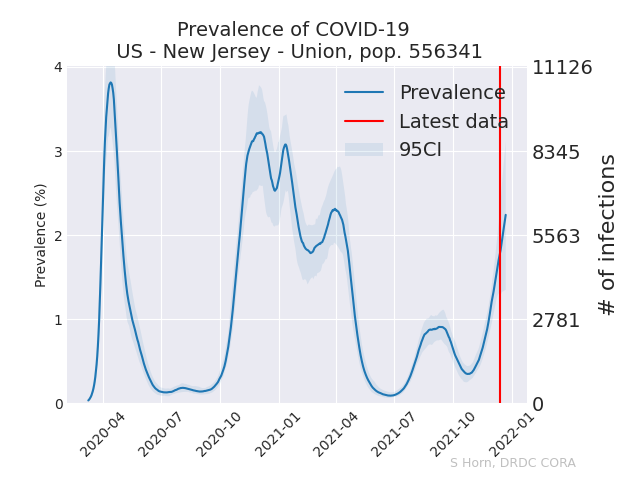 Prevalence of COVID-19
US - New Jersey - Union, pop. 556341
Prevalence (%)
4
3
2
1
0
11126
8345
5563
2781
0
# of infections
Prevalence
Latest data
95CI
2020-04
2020-07
2020-10
2021-01
2021-04
2021-07
2021-10
2022-01
S Horn, DRDC CORA